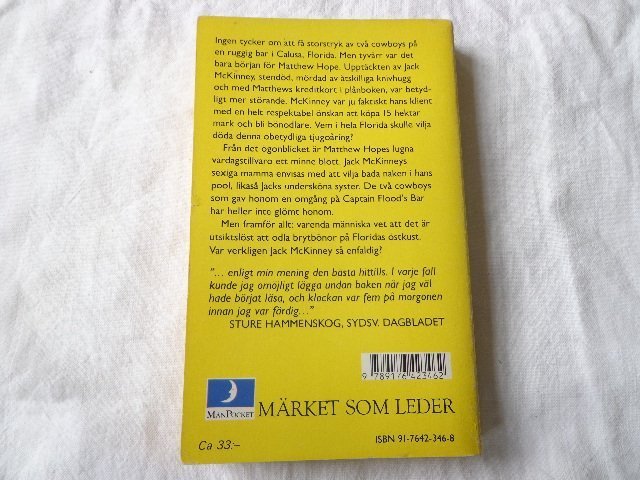 Ingen tycker om att få storstryk av två cowboys på
en ruggig bar i Calusa, Florida. Men tyvärr var det
bara början för Matthew Hope. Upptäckten av Jack
McKinney, stendöd, mördad av åtskilliga knivhugg
och med Matthews kreditkort i plånboken, var betyd-
ligt mer störande. McKinney var ju faktiskt hans klient
med en helt respektabel önskan att köpa 15 hektar
mark och bli bönodlare. Vem i hela Florida skulle vilja
döda denna obetydliga tjugoåring?
Från det ögonblicket är Matthew Hopes lugna
vardagstillvaro ett minne blott. Jack McKinneys
sexiga mamma envisas med att vilja bada naken i hans
pool, likaså Jacks undersköna syster. De två cowboys
som gav honom en omgång på Captain Flood's Bar
har heller inte glömt honom.
Men framför allt: varenda människa vet att det är
utsiktslöst att odla brytbönor på Floridas ostkust.
Var verkligen Jack McKinney så enfaldig?
"... enligt min mening den bästa hittills. I varje fall
kunde jag omöjligt lägga undan boken när jag väl
hade börjat läsa, och klockan var fem på morgonen
innan jag var färdig..."
STURE HAMMENSKOG, SYDSV. DAGBLADET
9 789176 423462
MÅNPOCKET
MÄRKET SOM LEDER
Ca 33:-
ISBN 91-7642-346-8